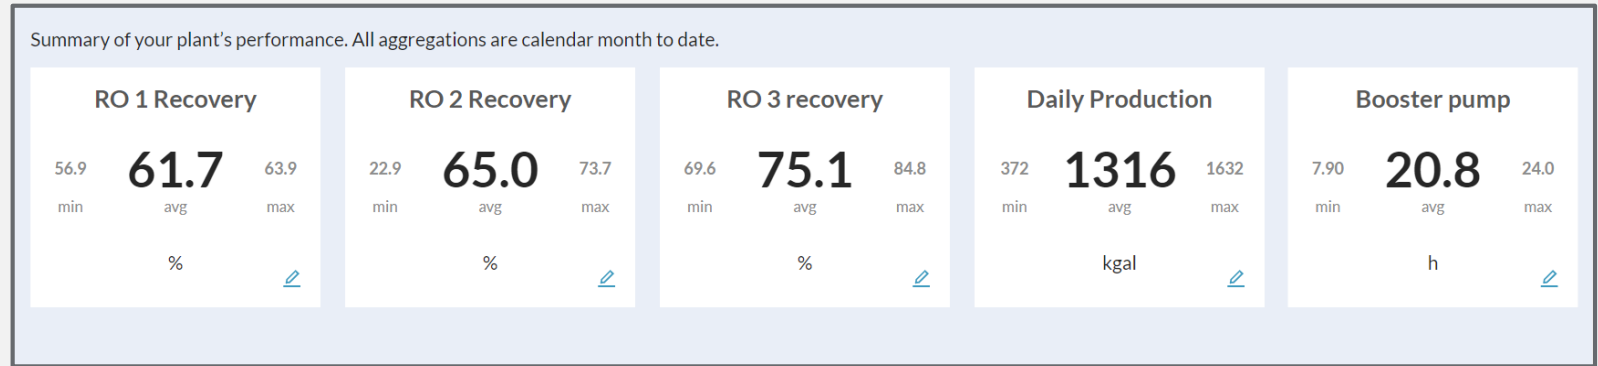 Summary of your plant's performance. All aggregations are calendar month to date.
RO 1 Recovery
56.9 61.7 63.9
min avg max
%
RO 2 Recovery
22.9 65.0 73.7
min avg max
%
RO 3 recovery
69.6 75.1 84.8
min avg max
%
Daily Production
372 1316 1632
min avg max
kgal
Booster pump
7.90 20.8 24.0
min avg max
h